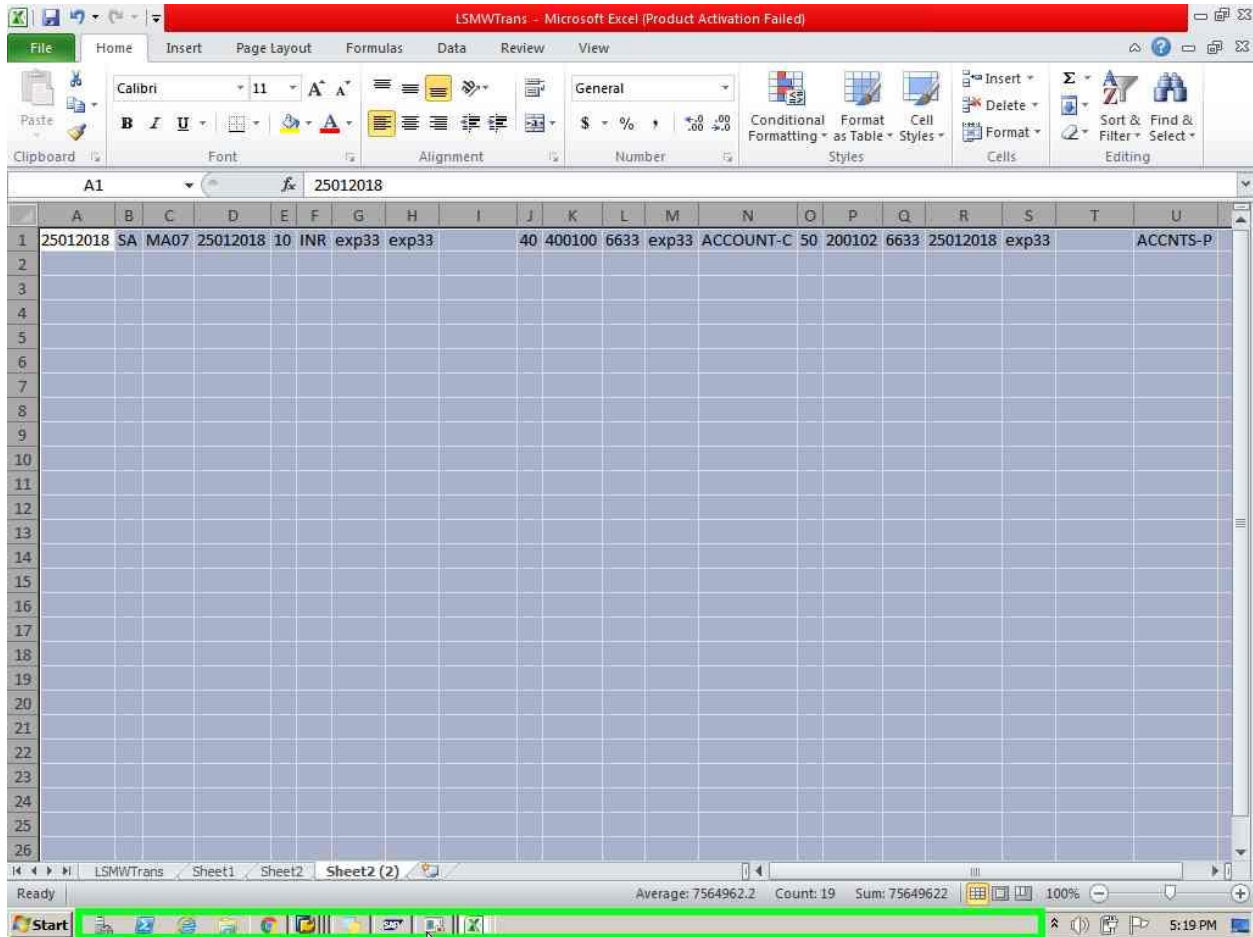 LSMWTrans - Microsoft Excel (Product Activation Failed)
File Home Insert Page Layout Formulas Data Review View
Paste
Calibri 11
B I U
General
$ % ,
Conditional Formatting
Format as Table
Cell Styles
Insert
Delete
Format
Sort & Filter
Find & Select
Clipboard Font Alignment Number Styles Cells Editing
A1 fx 25012018
A B C D E F G H I J K L M N O P Q R S T U
1 25012018 SA MA07 25012018 10 INR exp33 exp33 40 400100 6633 exp33 ACCOUNT-C 50 200102 6633 25012018 exp33 ACCNTS-P
2
3
4
5
6
7
8
9
10
11
12
13
14
15
16
17
18
19
20
21
22
23
24
25
26
LSMWTrans Sheet1 Sheet2 Sheet2 (2)
Ready Average: 7564962.2 Count: 19 Sum: 75649622 100%
Start 5:19 PM